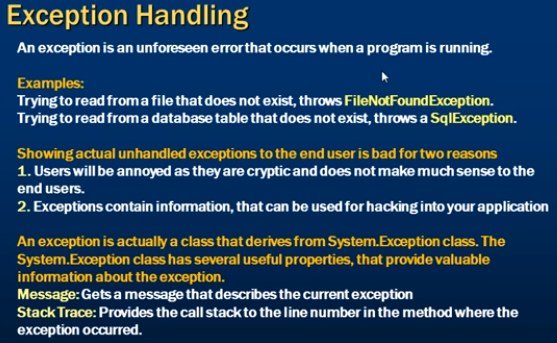 Exception Handling
An exception is an unforeseen error that occurs when a program is running.
Examples:
Trying to read from a file that does not exist, throws FileNotFoundException.
Trying to read from a database table that does not exist, throws a SqlException.
Showing actual unhandled exceptions to the end user is bad for two reasons
1. Users will be annoyed as they are cryptic and does not make much sense to the
end users.
2. Exceptions contain information, that can be used for hacking into your application
An exception is actually a class that derives from System.Exception class. The
System.Exception class has several useful properties, that provide valuable
information about the exception.
Message: Gets a message that describes the current exception
Stack Trace: Provides the call stack to the line number in the method where the
exception occurred.